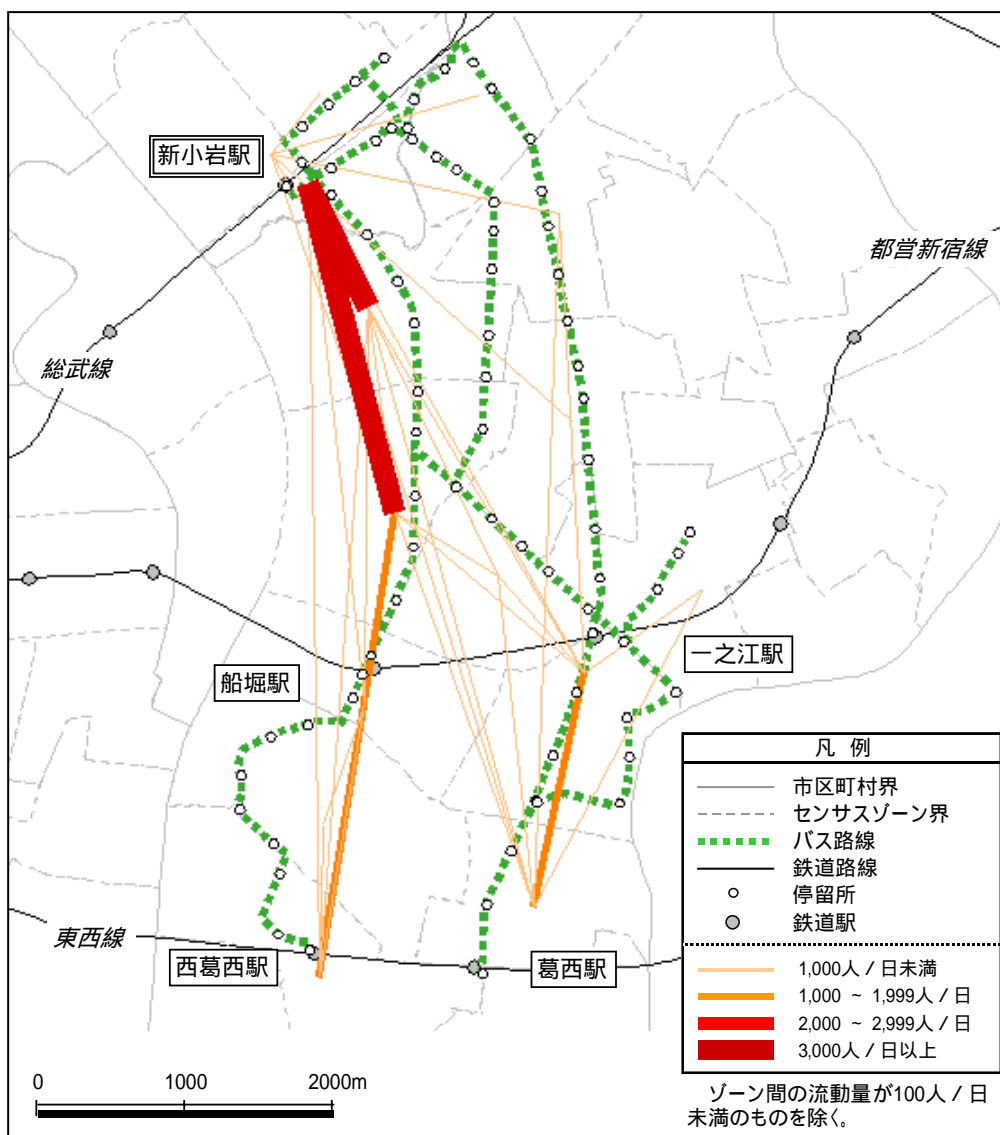 新小岩駅
都営新宿線
総武線
一之江駅
船堀駅
東西線
西葛西駅
葛西駅
凡 例
市区町村界
センサスゾーン界
バス路線
鉄道路線
停留所
鉄道駅
1,000人 / 日未満
1,000 ~ 1,999人 / 日
2,000 ~ 2,999人 / 日
3,000人 / 日以上
0 1000 2000m
ゾーン間の流動量が100人 / 日
未満のものを除く。